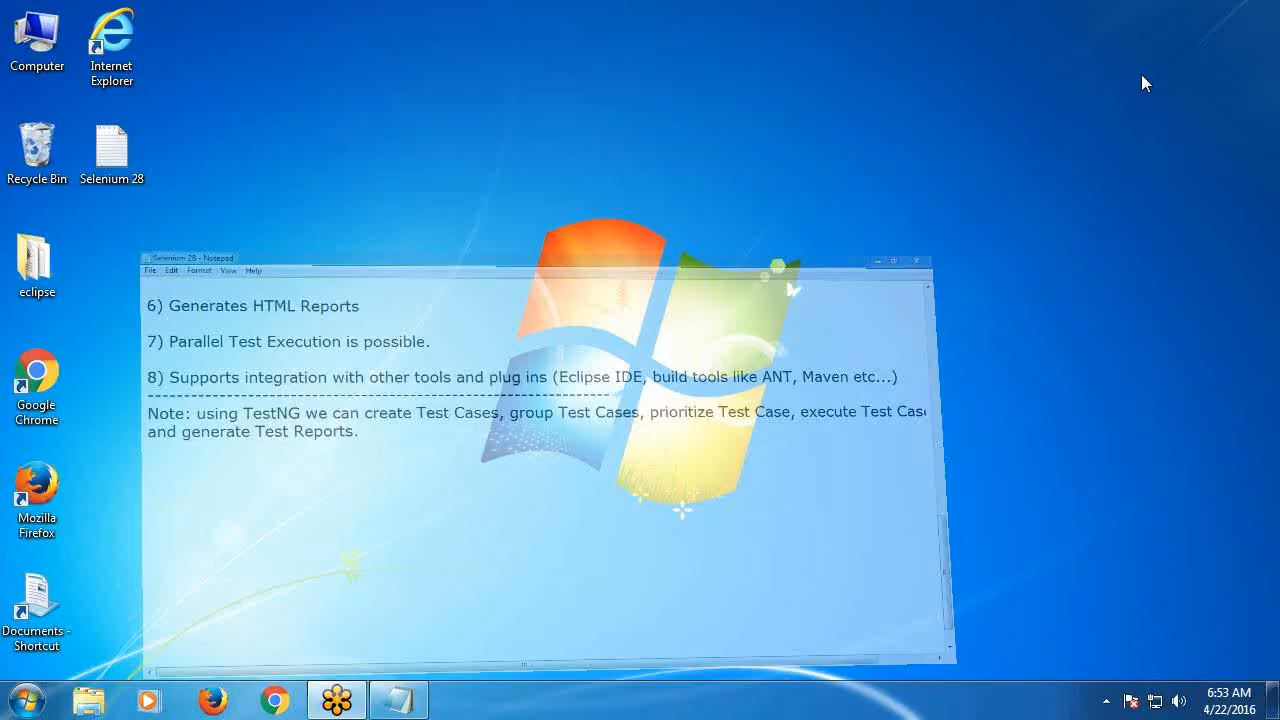 Computer
Internet
Explorer
Recycle Bin
Selenium 28
eclipse
Google
Chrome
Mozilla
Firefox
Documents -
Shortcut
Selenium 28 - Notepad
File Edit Format View Help
6) Generates HTML Reports
7) Parallel Test Execution is possible.
8) Supports integration with other tools and plug ins (Eclipse IDE, build tools like ANT, Maven etc...)
-------------------------------------------------------
Note: using TestNG we can create Test Cases, group Test Cases, prioritize Test Case, execute Test Cas
and generate Test Reports.
6:53 AM
4/22/2016